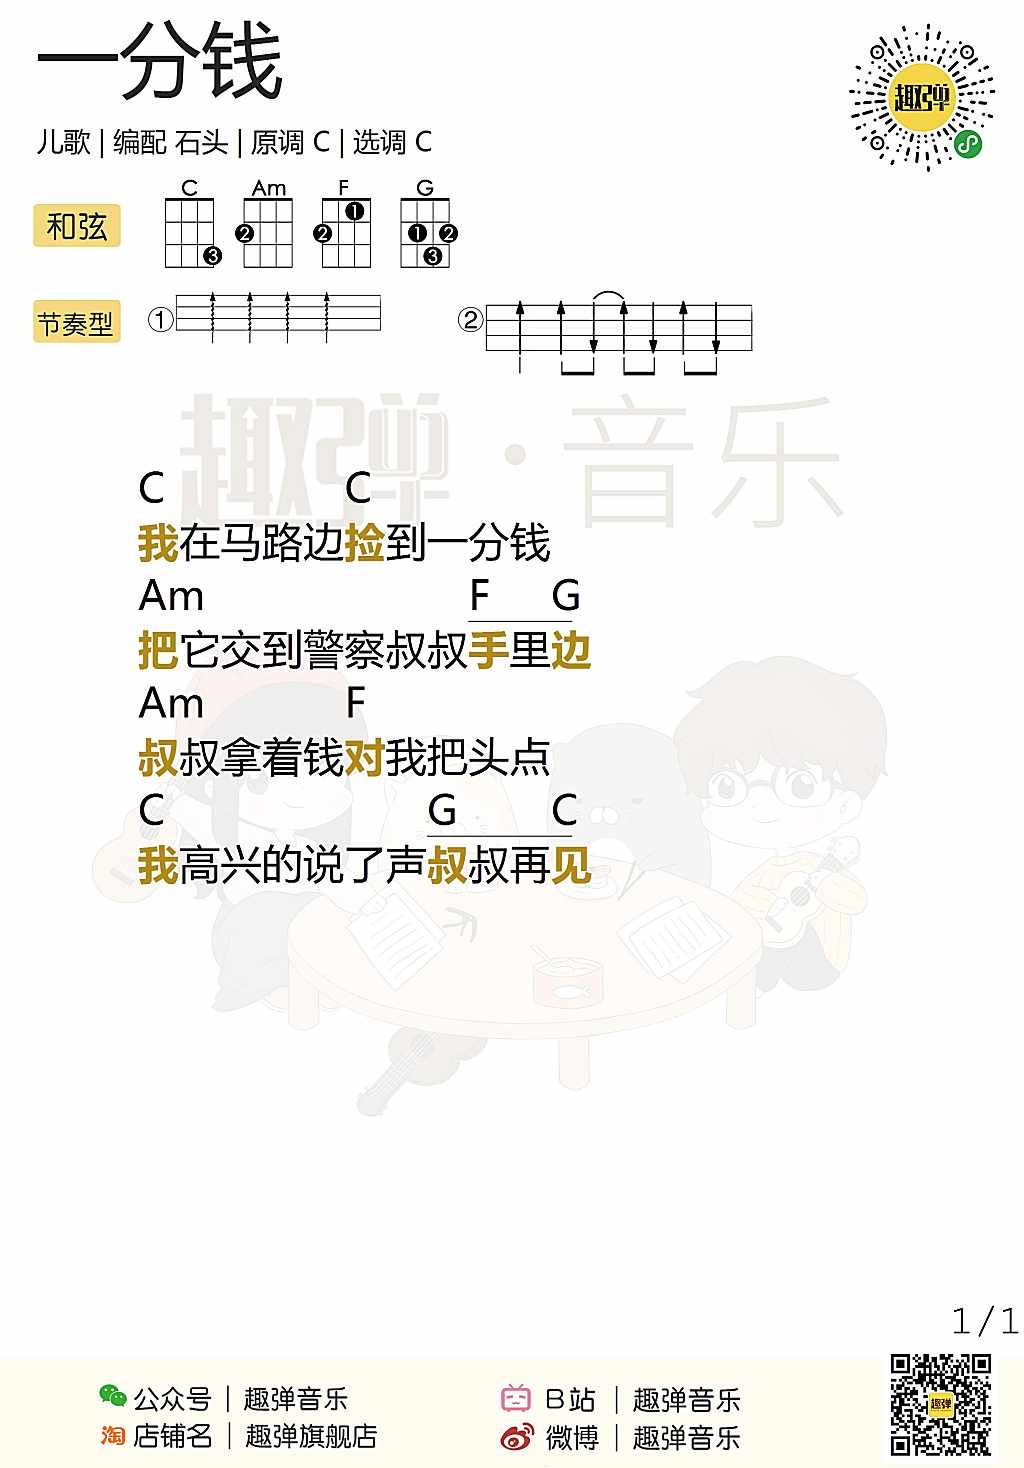 一分钱
趣弹
儿歌 | 编配 石头 | 原调 C | 选调 C
和弦
C Am F G
3 2 2 1 1 2 3
节奏型 ① ②
趣弹·音乐
C C
我在马路边捡到一分钱
Am F G
把它交到警察叔叔手里边
Am F
叔叔拿着钱对我把头点
C G C
我高兴的说了声叔叔再见
1/1
公众号 | 趣弹音乐 B站 | 趣弹音乐
淘 店铺名 | 趣弹旗舰店 微博 | 趣弹音乐
趣弹